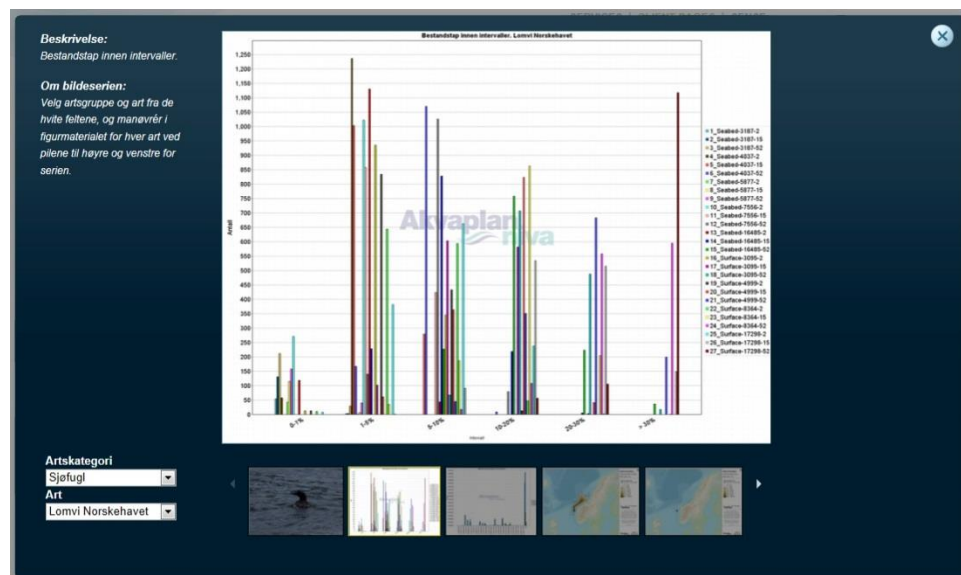 Beskrivelse:
Bestandstap innen intervaller.
Om bildeserien:
Velg artsgruppe og art fra de
hvite feltene, og manøvrér i
figurmaterialet for hver art ved
pilene til høyre og venstre for
serien.
Bestandstap innen intervaller. Lomvi Norskehavet
Antall
1,250
1,200
1,150
1,100
1,050
1,000
950
900
850
800
750
700
650
600
550
500
450
400
350
300
250
200
150
100
50
0
0-1%
1-5%
5-10%
10-20%
20-30%
> 30%
Intervall
Akvaplan
niva
1_Seabed-3187-2
2_Seabed-3187-15
3_Seabed-3187-52
4_Seabed-4037-2
5_Seabed-4037-15
6_Seabed-4037-52
7_Seabed-5877-2
8_Seabed-5877-15
9_Seabed-5877-52
10_Seabed-7556-2
11_Seabed-7556-15
12_Seabed-7556-52
13_Seabed-16485-2
14_Seabed-16485-15
15_Seabed-16485-52
16_Surface-3095-2
17_Surface-3095-15
18_Surface-3095-52
19_Surface-4999-2
20_Surface-4999-15
21_Surface-4999-52
22_Surface-8364-2
23_Surface-8364-15
24_Surface-8364-52
25_Surface-17298-2
26_Surface-17298-15
27_Surface-17298-52
Artskategori
Sjøfugl
Art
Lomvi Norskehavet